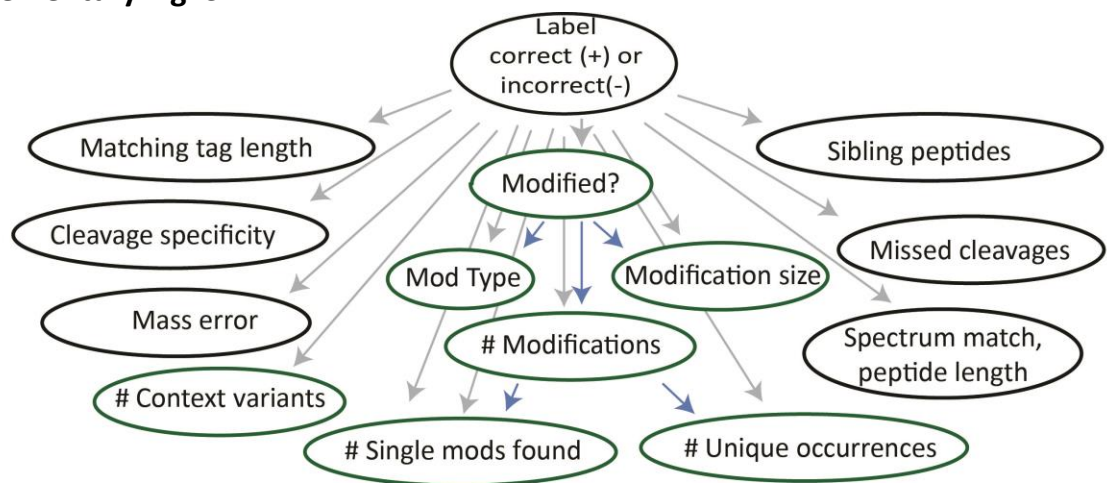 Label
correct (+) or
incorrect(-)
Matching tag length
Sibling peptides
Modified?
Cleavage specificity
Missed cleavages
Mod Type
Modification size
Mass error
# Modifications
Spectrum match,
peptide length
# Context variants
# Single mods found
# Unique occurrences